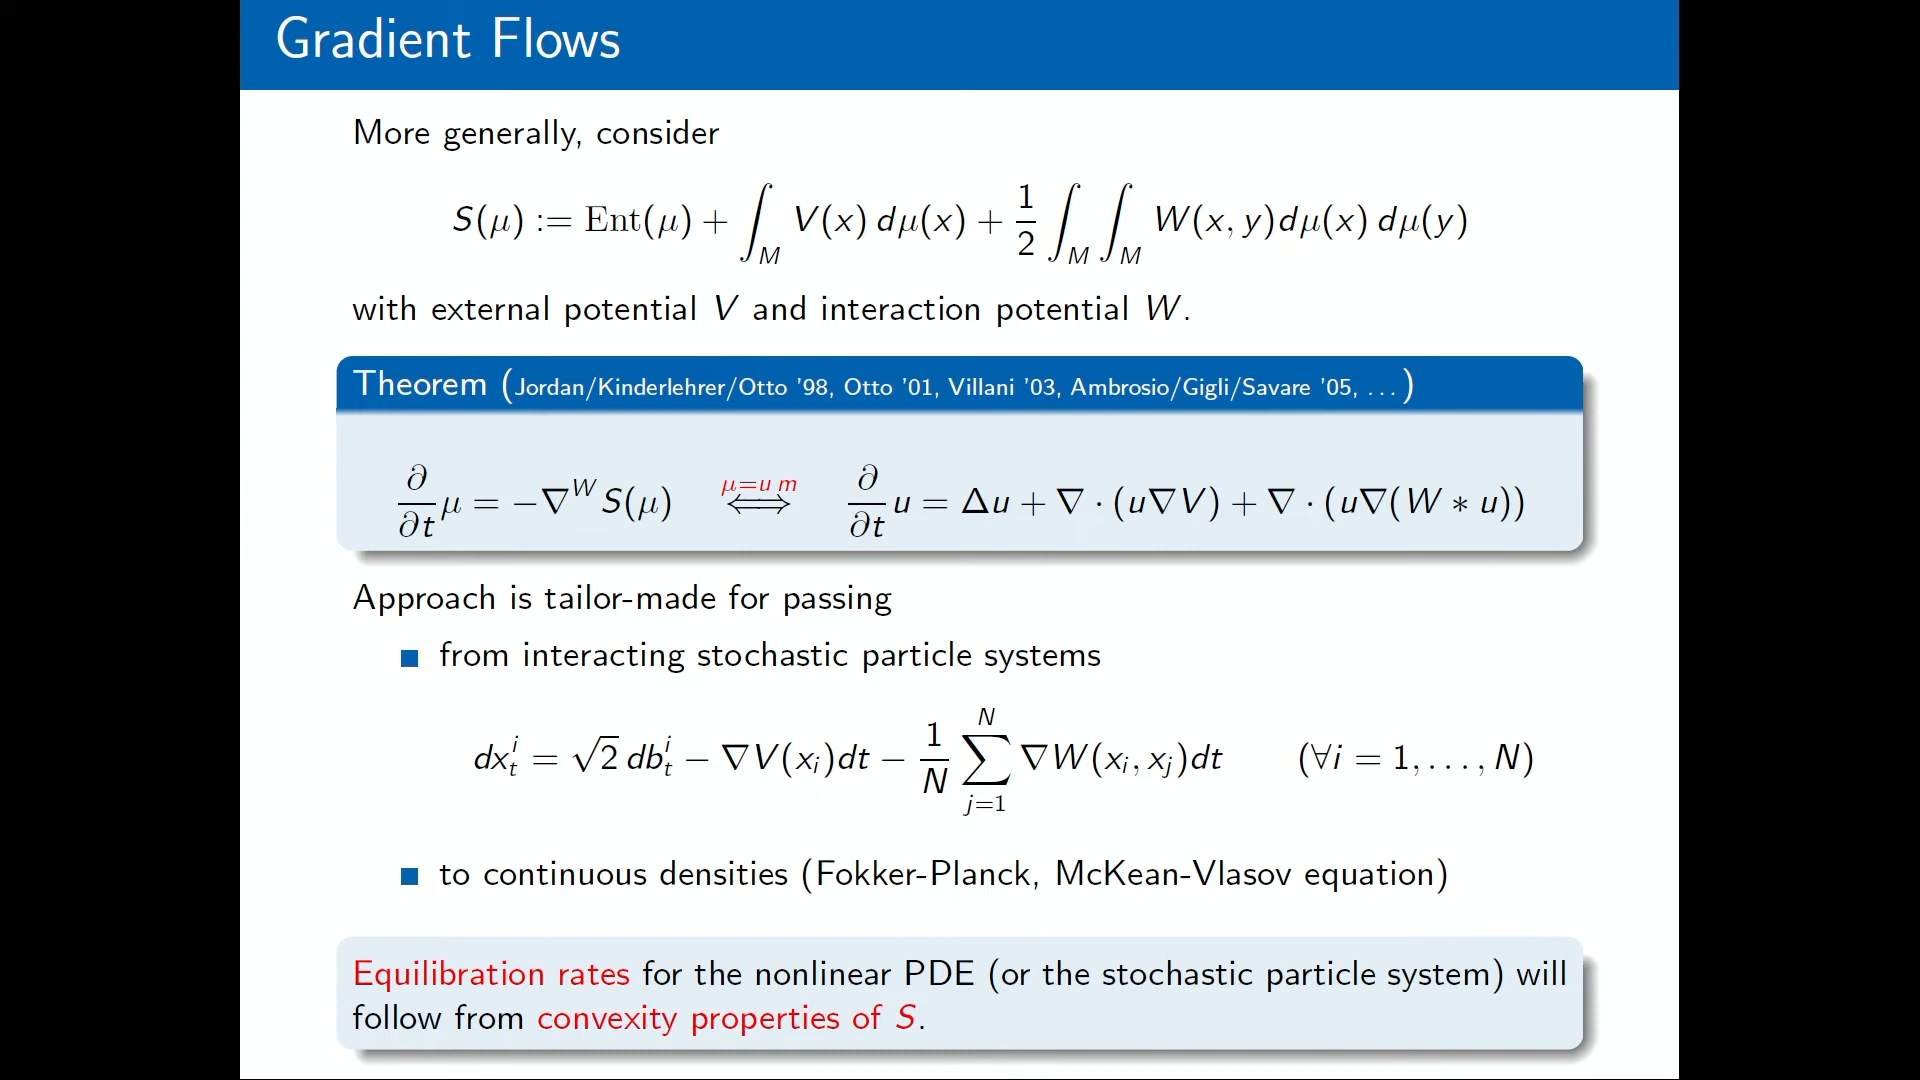 Gradient Flows
More generally, consider
S(μ) := Ent(μ) + ∫_M V(x) dμ(x) + 1/2 ∫_M ∫_M W(x, y)dμ(x) dμ(y)
with external potential V and interaction potential W.
Theorem (Jordan/Kinderlehrer/Otto '98, Otto '01, Villani '03, Ambrosio/Gigli/Savare '05, ...)
∂/∂t μ = −∇^W S(μ) ⟺^{μ=u m} ∂/∂t u = Δu + ∇ · (u∇V) + ∇ · (u∇(W ∗ u))
Approach is tailor-made for passing
■ from interacting stochastic particle systems
dx_t^i = √2 db_t^i − ∇V(x_i)dt − 1/N ∑_{j=1}^N ∇W(x_i, x_j)dt (∀i = 1, ..., N)
■ to continuous densities (Fokker-Planck, McKean-Vlasov equation)
Equilibration rates for the nonlinear PDE (or the stochastic particle system) will
follow from convexity properties of S.